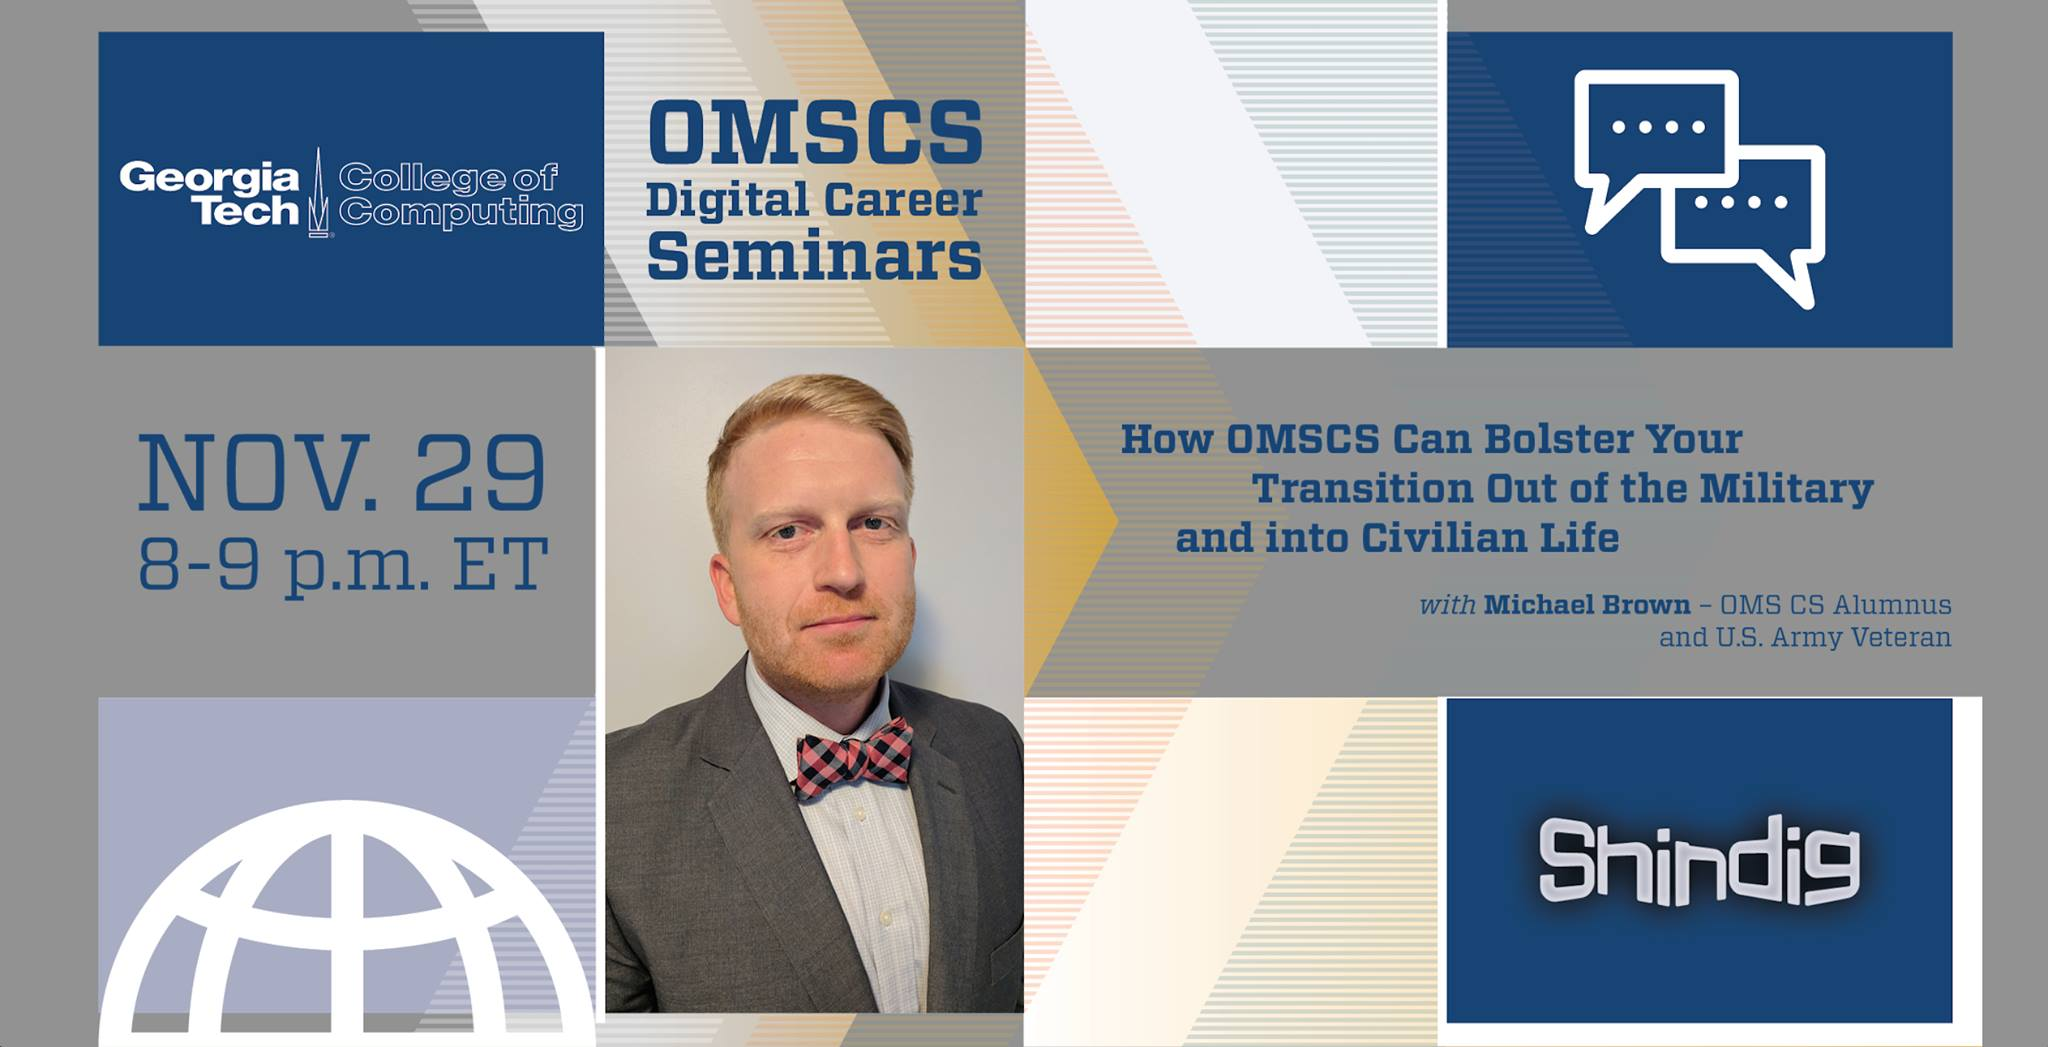 Georgia
Tech
College of
Computing
OMSCS
Digital Career
Seminars
NOV. 29
8-9 p.m. ET
How OMSCS Can Bolster Your
Transition Out of the Military
and into Civilian Life
with Michael Brown – OMS CS Alumnus
and U.S. Army Veteran
Shindig